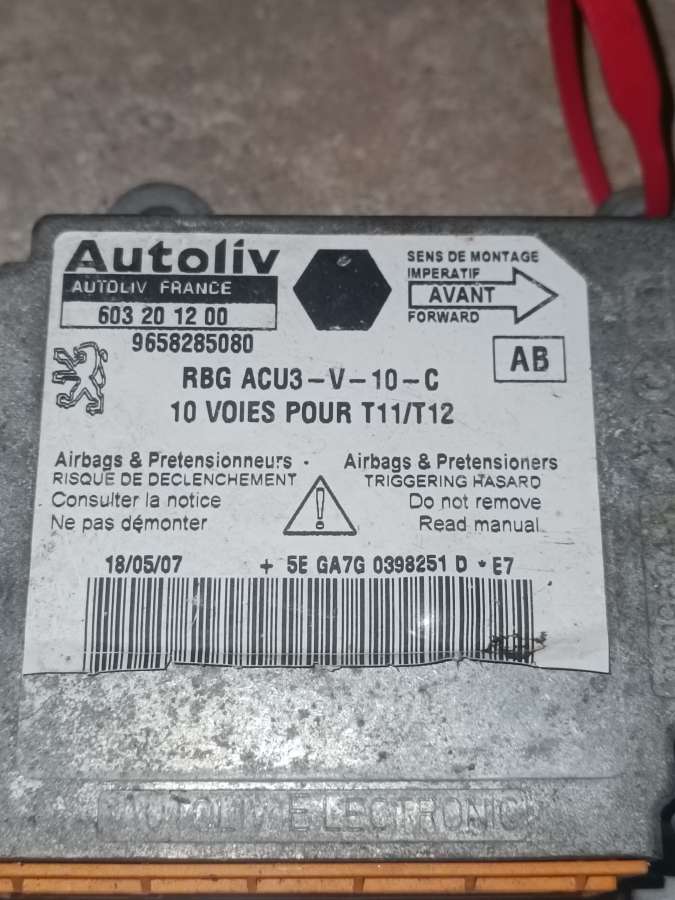 Autoliv
AUTOLIV FRANCE
603 20 12 00
9658285080
SENS DE MONTAGE
IMPERATIF
AVANT
FORWARD
AB
RBG ACU3-V-10-C
10 VOIES POUR T11/T12
Airbags & Pretensionneurs
RISQUE DE DECLENCHEMENT
Consulter la notice
Ne pas démonter
Airbags & Pretensioners
TRIGGERING HASARD
Do not remove
Read manual
18/05/07 + 5E GA7G 0398251 D * E7
AUTOLIV ELECTRONIC